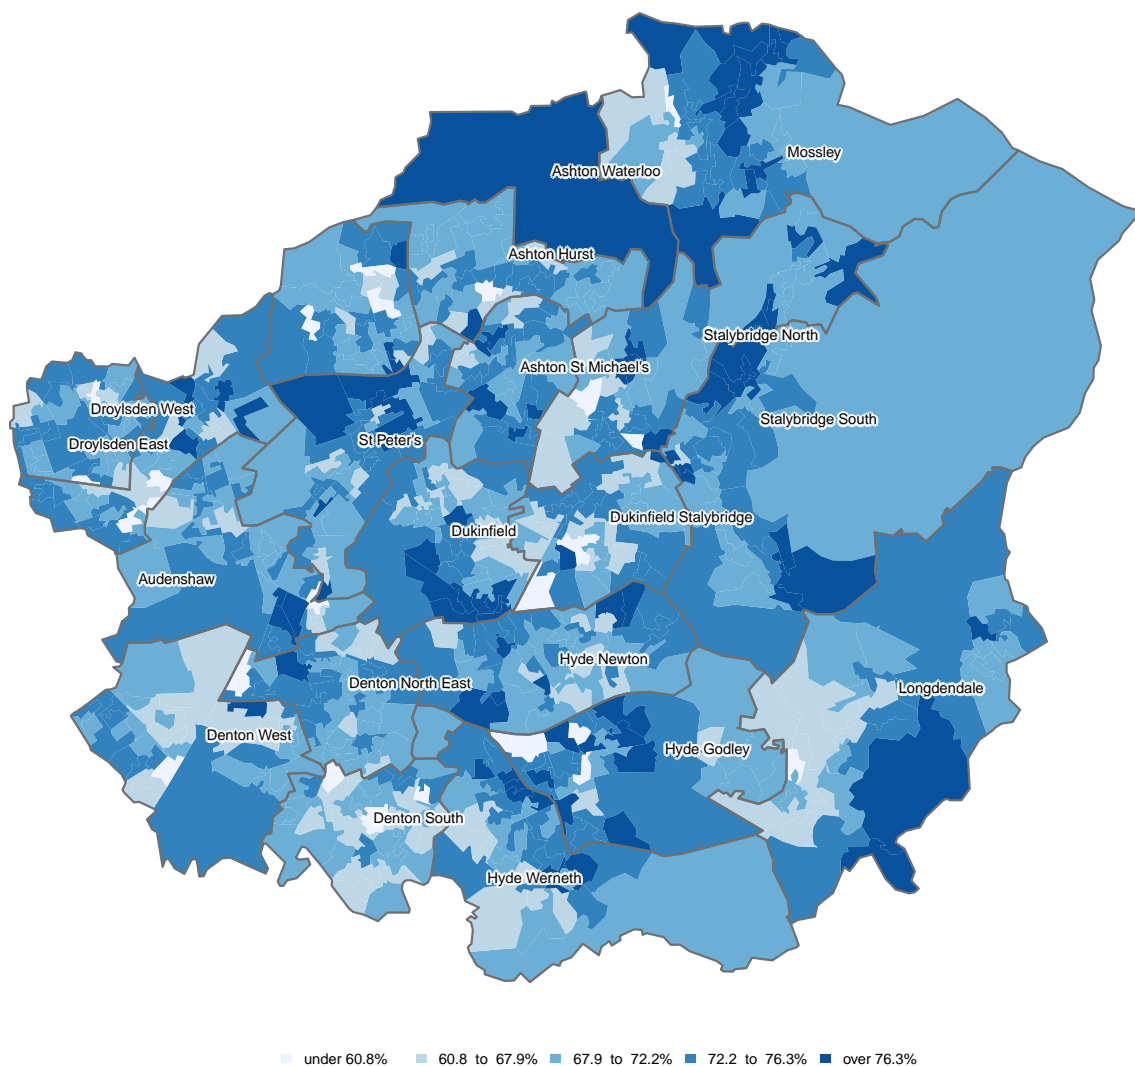 Mossley
Ashton Waterloo
Ashton Hurst
Stalybridge North
Ashton St Michael's
Droylsden West
Stalybridge South
St Peter's
Droylsden East
Dukinfield Stalybridge
Dukinfield
Audenshaw
Hyde Newton
Denton North East
Longdendale
Denton West
Hyde Godley
Denton South
Hyde Werneth
under 60.8% 60.8 to 67.9% 67.9 to 72.2% 72.2 to 76.3% over 76.3%